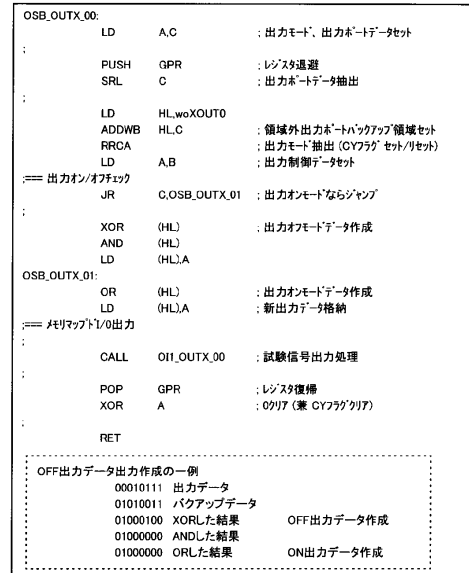 OSB_OUTX_00:
LD A,C ; 出力モード、出力ポートデータセット
;
PUSH GPR ; レジスタ退避
SRL C ; 出力ポートデータ抽出
;
LD HL,woXOUT0
ADDWB HL,C ; 領域外出力ポートバックアップ領域セット
RRCA ; 出力モード抽出 (CYフラグセット/リセット)
LD A,B ; 出力制御データセット
;=== 出力オン/オフチェック
JR C,OSB_OUTX_01 ; 出力オンモードならジャンプ
;
XOR (HL) ; 出力オフモードデータ作成
AND (HL)
LD (HL),A
OSB_OUTX_01:
OR (HL) ; 出力オンモードデータ作成
LD (HL),A ; 新出力データ格納
;=== メモリマップドI/O出力
;
CALL OI1_OUTX_00 ; 試験信号出力処理
;
POP GPR ; レジスタ復帰
XOR A ; 0クリア (兼 CYフラグクリア)
;
RET
OFF出力データ出力作成の一例
00010111 出力データ
01010011 バクアップデータ
01000100 XORした結果 OFF出力データ作成
01000000 ANDした結果
01000000 ORした結果 ON出力データ作成